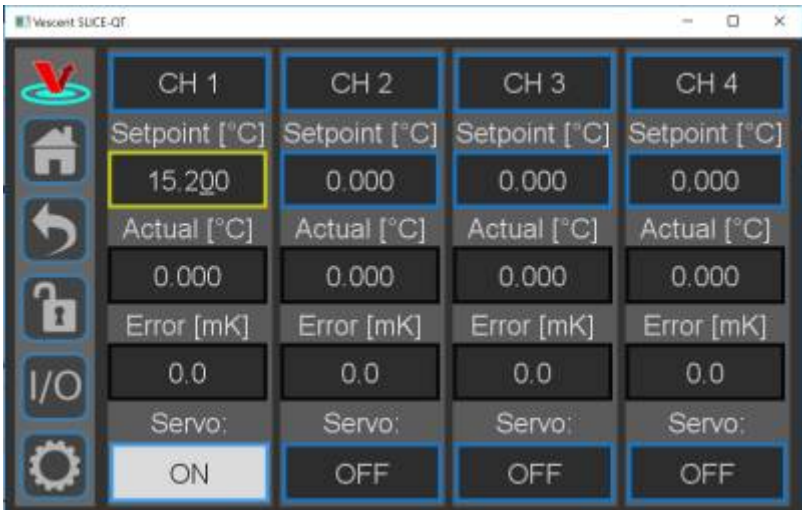 Vescent SLICE-QT
CH 1 CH 2 CH 3 CH 4
Setpoint [°C] Setpoint [°C] Setpoint [°C] Setpoint [°C]
15.200 0.000 0.000 0.000
Actual [°C] Actual [°C] Actual [°C] Actual [°C]
0.000 0.000 0.000 0.000
Error [mK] Error [mK] Error [mK] Error [mK]
I/O 0.0 0.0 0.0 0.0
Servo: Servo: Servo: Servo:
ON OFF OFF OFF